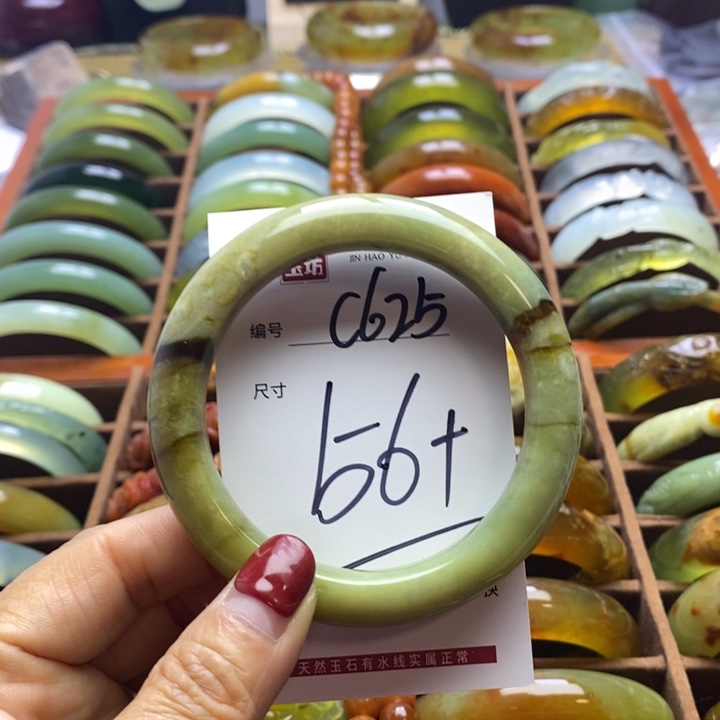 玉坊
JIN HAO YU
编号 C625
尺寸
56+
天然玉石有水线实属正常